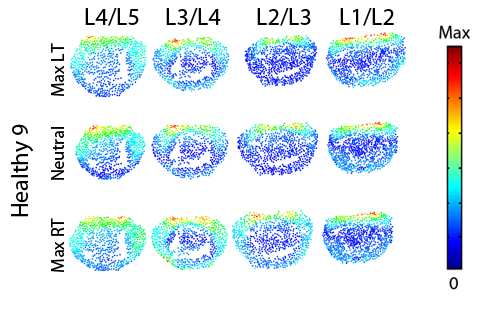 L4/L5 L3/L4 L2/L3 L1/L2
Max
Max LT
Neutral
Healthy 9
Max RT
0